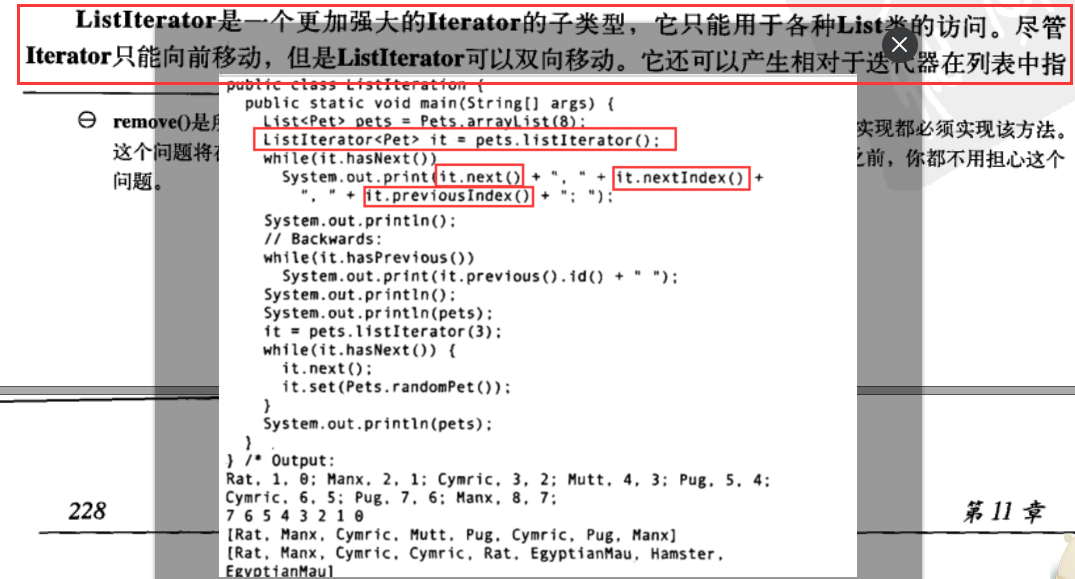 ListIterator是一个更加强大的Iterator的子类型，它只能用于各种List类的访问。尽管
Iterator只能向前移动，但是ListIterator可以双向移动。它还可以产生相对于迭代器在列表中指
⊖ remove()是
实现都必须实现该方法。
这个问题将
之前，你都不用担心这个
问题。
public class ListIteration {
public static void main(String[] args) {
List<Pet> pets = Pets.arrayList(8);
ListIterator<Pet> it = pets.listIterator();
while(it.hasNext())
System.out.print(it.next() + ", " + it.nextIndex() +
", " + it.previousIndex() + "; ");
System.out.println();
// Backwards:
while(it.hasPrevious())
System.out.print(it.previous().id() + " ");
System.out.println();
System.out.println(pets);
it = pets.listIterator(3);
while(it.hasNext()) {
it.next();
it.set(Pets.randomPet());
}
System.out.println(pets);
}
} /* Output:
Rat, 1, 0; Manx, 2, 1; Cymric, 3, 2; Mutt, 4, 3; Pug, 5, 4;
Cymric, 6, 5; Pug, 7, 6; Manx, 8, 7;
7 6 5 4 3 2 1 0
[Rat, Manx, Cymric, Mutt, Pug, Cymric, Pug, Manx]
[Rat, Manx, Cymric, Cymric, Rat, EgyptianMau, Hamster,
EgyptianMau]
228
第 11 章